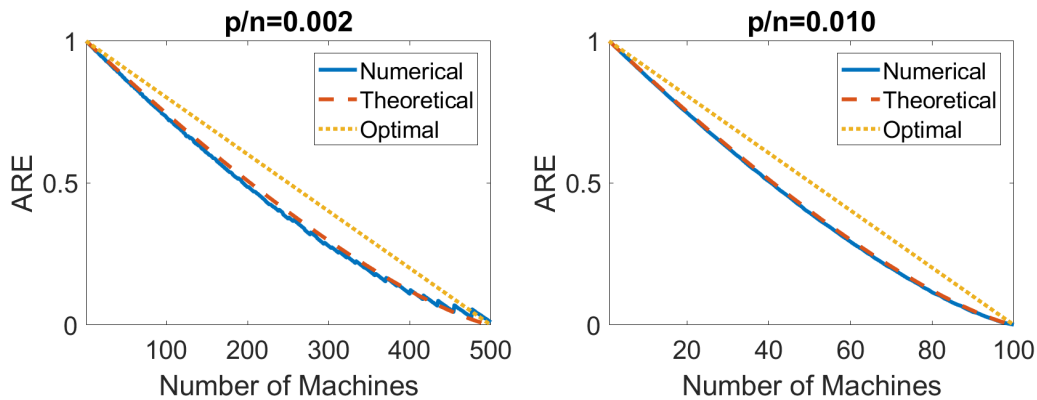 p/n=0.002
1
0.5
0
ARE
Numerical
Theoretical
Optimal
100 200 300 400 500
Number of Machines
p/n=0.010
1
0.5
0
ARE
Numerical
Theoretical
Optimal
20 40 60 80 100
Number of Machines